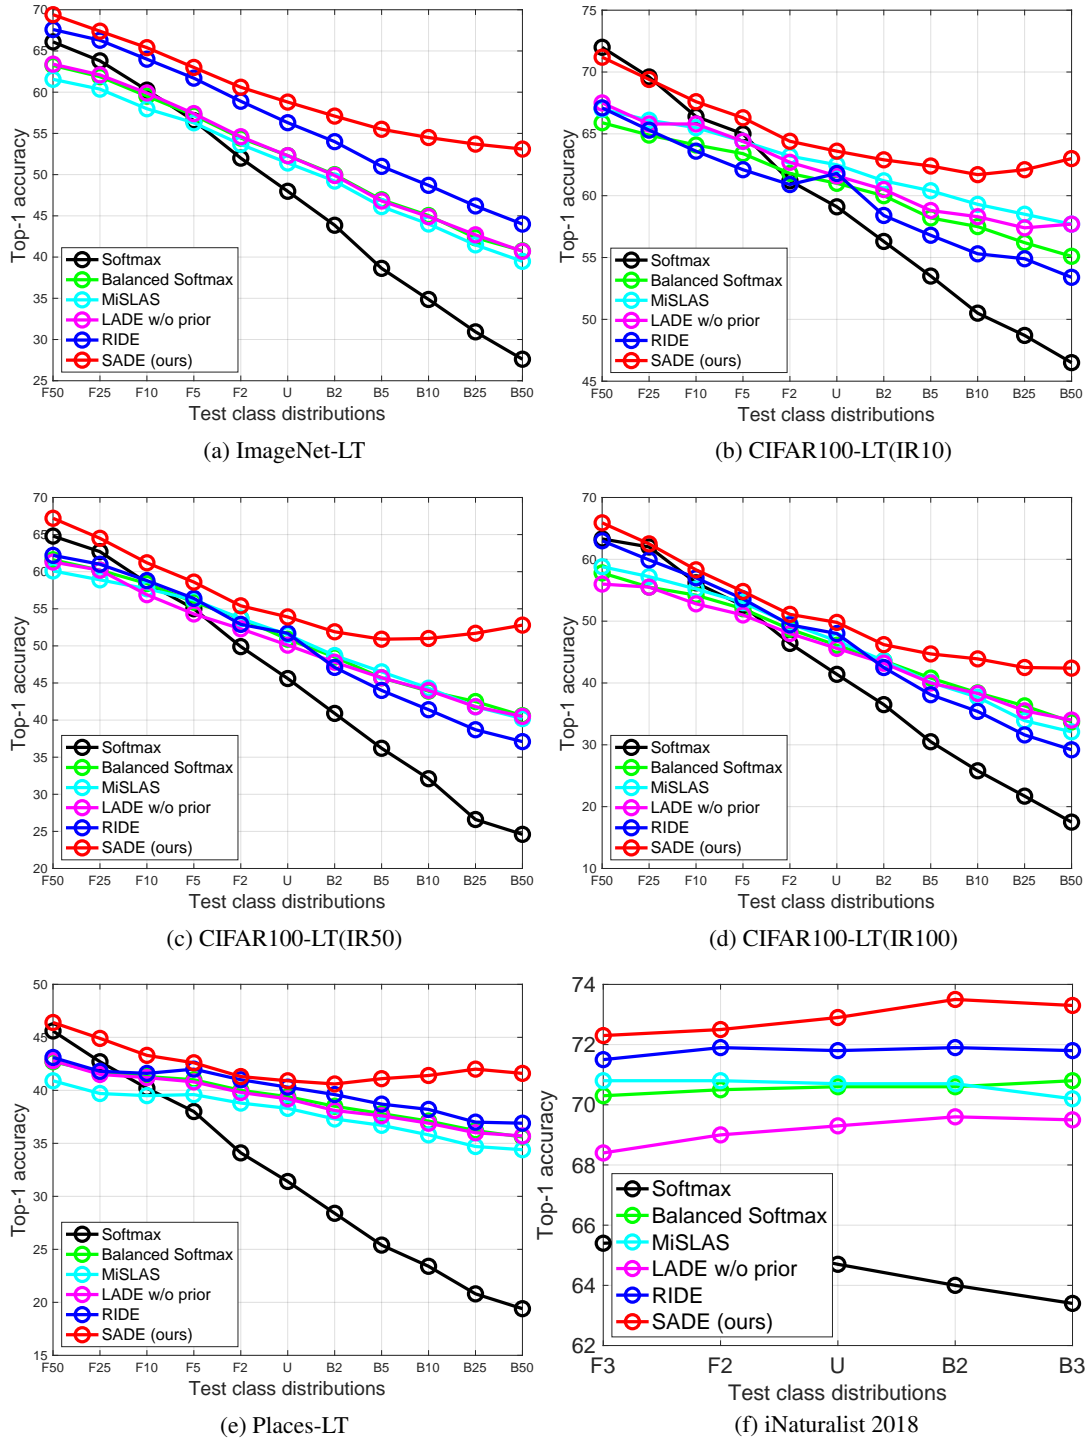 70
65
60
55
50
45
40
35
30
25
Top-1 accuracy
Softmax
Balanced Softmax
MiSLAS
LADE w/o prior
RIDE
SADE (ours)
F50 F25 F10 F5 F2 U B2 B5 B10 B25 B50
Test class distributions
(a) ImageNet-LT
75
70
65
60
55
50
45
Top-1 accuracy
Softmax
Balanced Softmax
MiSLAS
LADE w/o prior
RIDE
SADE (ours)
F50 F25 F10 F5 F2 U B2 B5 B10 B25 B50
Test class distributions
(b) CIFAR100-LT(IR10)
70
65
60
55
50
45
40
35
30
25
20
Top-1 accuracy
Softmax
Balanced Softmax
MiSLAS
LADE w/o prior
RIDE
SADE (ours)
F50 F25 F10 F5 F2 U B2 B5 B10 B25 B50
Test class distributions
(c) CIFAR100-LT(IR50)
70
60
50
40
30
20
10
Top-1 accuracy
Softmax
Balanced Softmax
MiSLAS
LADE w/o prior
RIDE
SADE (ours)
F50 F25 F10 F5 F2 U B2 B5 B10 B25 B50
Test class distributions
(d) CIFAR100-LT(IR100)
50
45
40
35
30
25
20
15
Top-1 accuracy
Softmax
Balanced Softmax
MiSLAS
LADE w/o prior
RIDE
SADE (ours)
F50 F25 F10 F5 F2 U B2 B5 B10 B25 B50
Test class distributions
(e) Places-LT
74
72
70
68
66
64
62
Top-1 accuracy
Softmax
Balanced Softmax
MiSLAS
LADE w/o prior
RIDE
SADE (ours)
F3 F2 U B2 B3
Test class distributions
(f) iNaturalist 2018